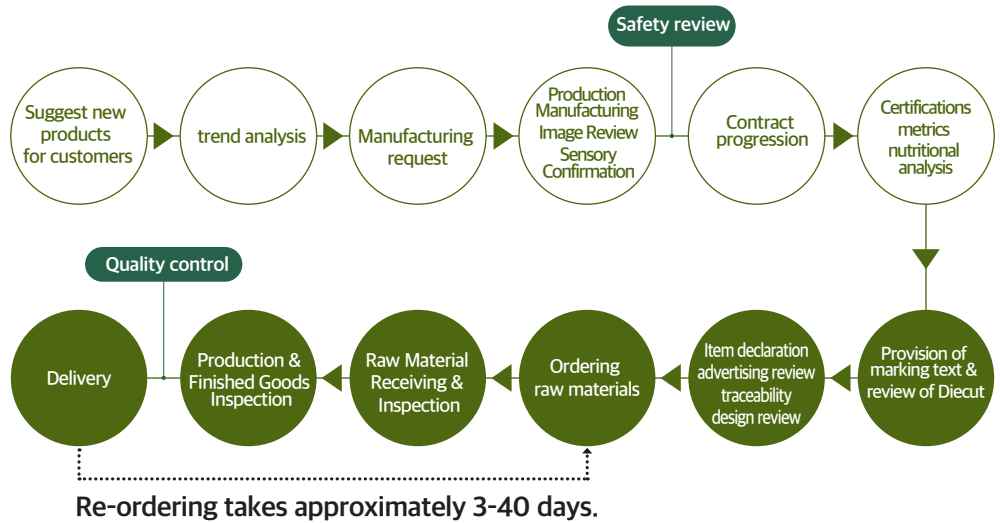 Safety review
Suggest new
products
for customers
trend analysis
Manufacturing
request
Production
Manufacturing
Image Review
Sensory
Confirmation
Contract
progression
Certifications
metrics
nutritional
analysis
Quality control
Delivery
Production &
Finished Goods
Inspection
Raw Material
Receiving &
Inspection
Ordering
raw materials
Item declaration
advertising review
traceability
design review
Provision of
marking text &
review of Diecut
Re-ordering takes approximately 3-40 days.